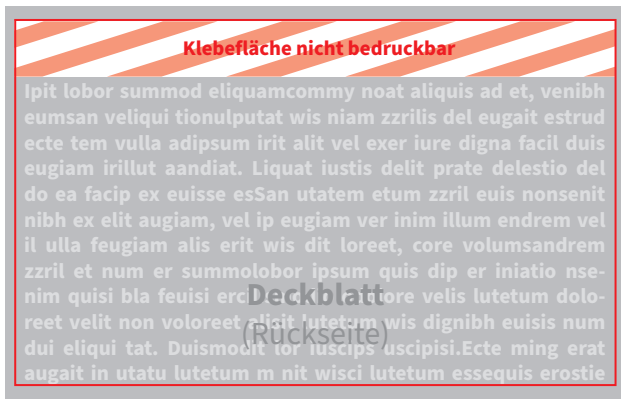 Klebefläche nicht bedruckbar
Ipit lobor summod eliquamcommy noat aliquis ad et, venibh
eumsan veliqui tionulputat wis niam zzrilis del eugait estrud
ecte tem vulla adipsum irit alit vel exer iure digna facil duis
eugiam irillut aandiat. Liquat iustis delit prate delestio del
do ea facip ex euisse esSan utatem etum zzril euis nonsenit
nibh ex elit augiam, vel ip eugiam ver inim illum endrem vel
il ulla feugiam alis erit wis dit loreet, core volumsandrem
zzril et num er summolobor ipsum quis dip er iniatio nse-
nim quisi bla feuisi velis lutetum dolo-
Deckblatt
reet velit non voloreet wis dignibh euisis num
(Rückseite)
dui eliqui tat. Duismodit lor iuscips uscipisi.Ecte ming erat
augait in utatu lutetum m nit wisci lutetum essequis erostie